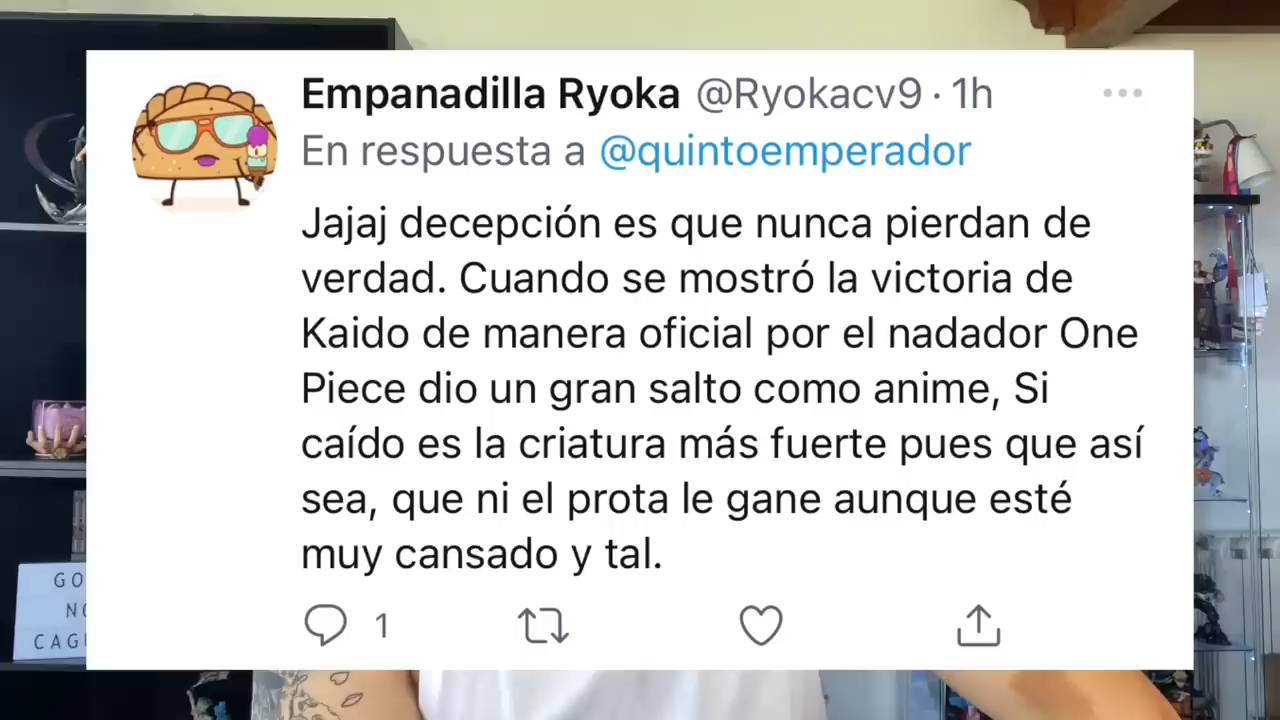 Empanadilla Ryoka @Ryokacv9 · 1h
En respuesta a @quintoemperador
Jajaj decepción es que nunca pierdan de
verdad. Cuando se mostró la victoria de
Kaido de manera oficial por el nadador One
Piece dio un gran salto como anime, Si
caído es la criatura más fuerte pues que así
sea, que ni el prota le gane aunque esté
muy cansado y tal.
1
GO
NO
CAG